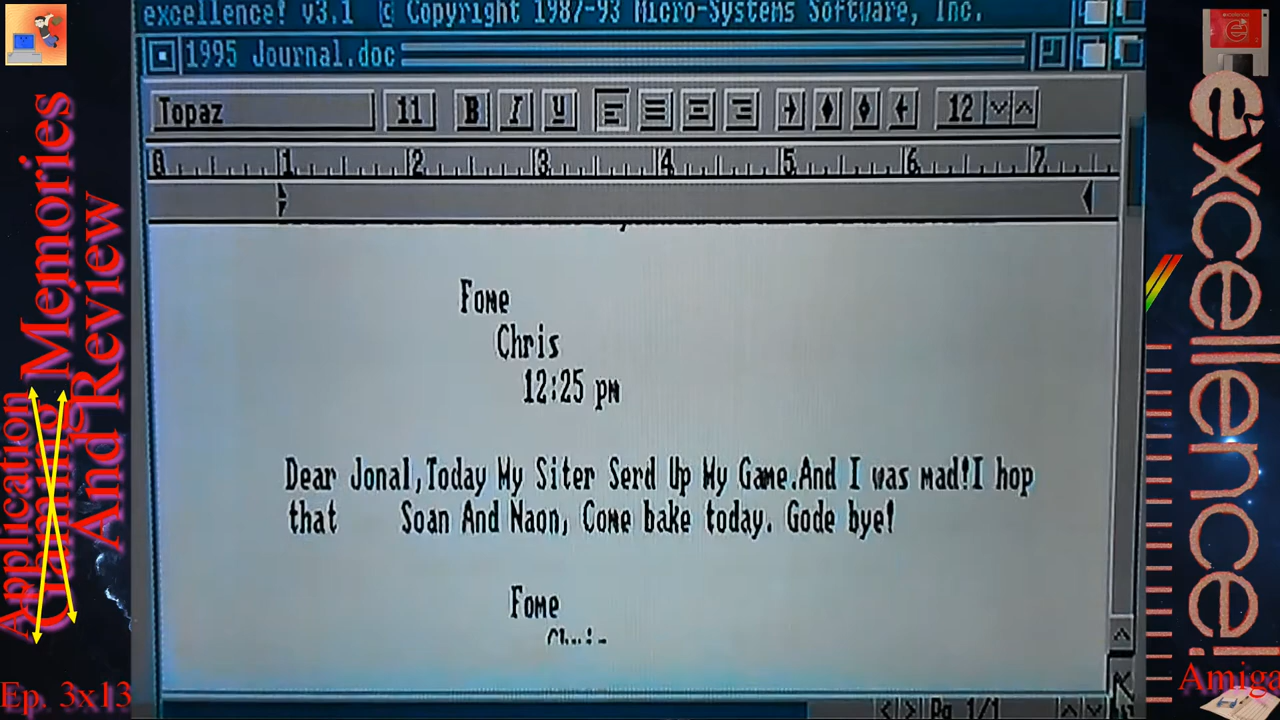 excellence! v3.1 © Copyright 1987-93 Micro-Systems Software, Inc.
1995 Journal.doc
Topaz 11 B I U 12
0 1 2 3 4 5 6 7
Fome
Chris
12:25 pm
Dear Jonal,Today My Siter Serd Up My Game.And I was mad!I hop
that Soan And Naon, Come bake today. Gode bye!
Fome
Chris
Pg 1/1
Application
Gaming Memories
And Review
Ep. 3x13
excellence!
Amiga